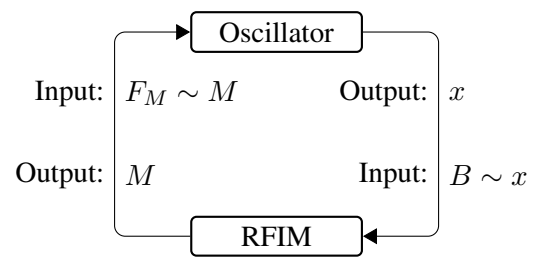 Oscillator
Input: F_M ∼ M Output: x
Output: M Input: B ∼ x
RFIM